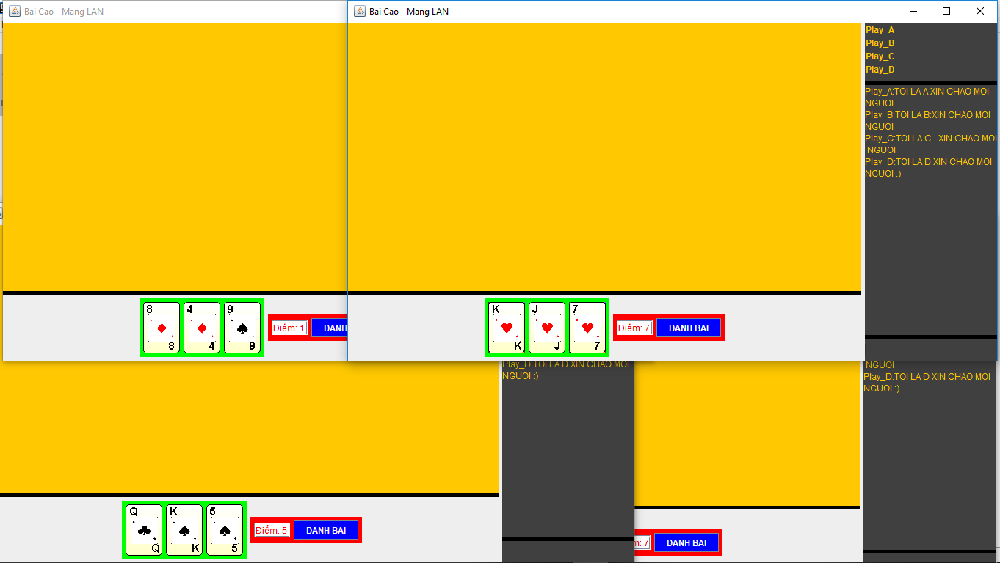 Bai Cao - Mang LAN
Bai Cao - Mang LAN
Play_A
Play_B
Play_C
Play_D
Play_A:TOI LA A XIN CHAO MOI
NGUOI
Play_B:TOI LA B:XIN CHAO MOI
NGUOI
Play_C:TOI LA C - XIN CHAO MOI
NGUOI
Play_D:TOI LA D XIN CHAO MOI
NGUOI :)
8 4 9
8 4 9
Điểm: 1 DANH
K J 7
K J 7
Điểm: 7 DANH BAI
Play_D:TOI LA D XIN CHAO MOI
NGUOI :)
NGUOI
Play_D:TOI LA D XIN CHAO MOI
NGUOI :)
Q K 5
Q K 5
Điểm: 5 DANH BAI
: 7 DANH BAI